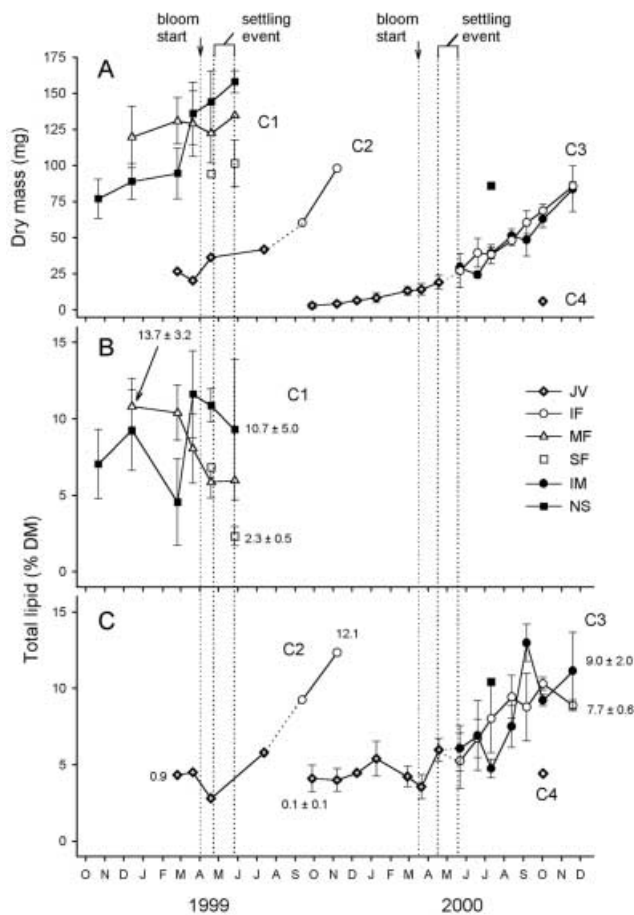 bloom start
settling event
bloom start
settling event
A
Dry mass (mg)
175
150
125
100
75
50
25
0
C1
C2
C3
C4
B
15
10
5
0
13.7 ± 3.2
C1
10.7 ± 5.0
2.3 ± 0.5
JV
IF
MF
SF
IM
NS
Total lipid (% DM)
C
15
10
5
0
C2
12.1
C3
9.0 ± 2.0
7.7 ± 0.6
0.9
0.1 ± 0.1
C4
O N D J F M A M J J A S O N D J F M A M J J A S O N D
1999 2000